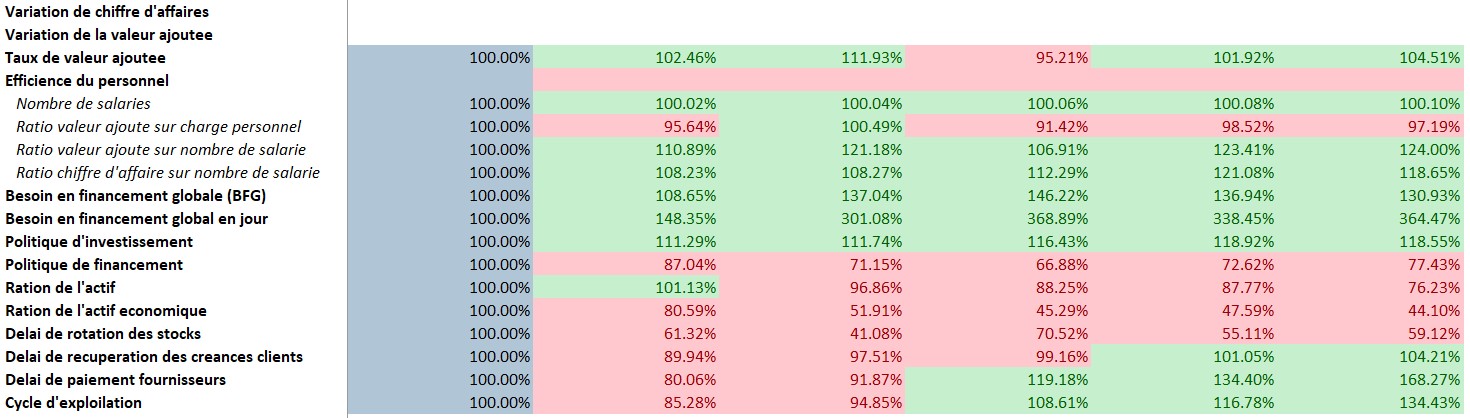 Variation de chiffre d'affaires
Variation de la valeur ajoutee
Taux de valeur ajoutee 100.00% 102.46% 111.93% 95.21% 101.92% 104.51%
Efficience du personnel
Nombre de salaries 100.00% 100.02% 100.04% 100.06% 100.08% 100.10%
Ratio valeur ajoute sur charge personnel 100.00% 95.64% 100.49% 91.42% 98.52% 97.19%
Ratio valeur ajoute sur nombre de salarie 100.00% 110.89% 121.18% 106.91% 123.41% 124.00%
Ratio chiffre d'affaire sur nombre de salarie 100.00% 108.23% 108.27% 112.29% 121.08% 118.65%
Besoin en financement globale (BFG) 100.00% 108.65% 137.04% 146.22% 136.94% 130.93%
Besoin en financement global en jour 100.00% 148.35% 301.08% 368.89% 338.45% 364.47%
Politique d'investissement 100.00% 111.29% 111.74% 116.43% 118.92% 118.55%
Politique de financement 100.00% 87.04% 71.15% 66.88% 72.62% 77.43%
Ration de l'actif 100.00% 101.13% 96.86% 88.25% 87.77% 76.23%
Ration de l'actif economique 100.00% 80.59% 51.91% 45.29% 47.59% 44.10%
Delai de rotation des stocks 100.00% 61.32% 41.08% 70.52% 55.11% 59.12%
Delai de recuperation des creances clients 100.00% 89.94% 97.51% 99.16% 101.05% 104.21%
Delai de paiement fournisseurs 100.00% 80.06% 91.87% 119.18% 134.40% 168.27%
Cycle d'exploilation 100.00% 85.28% 94.85% 108.61% 116.78% 134.43%